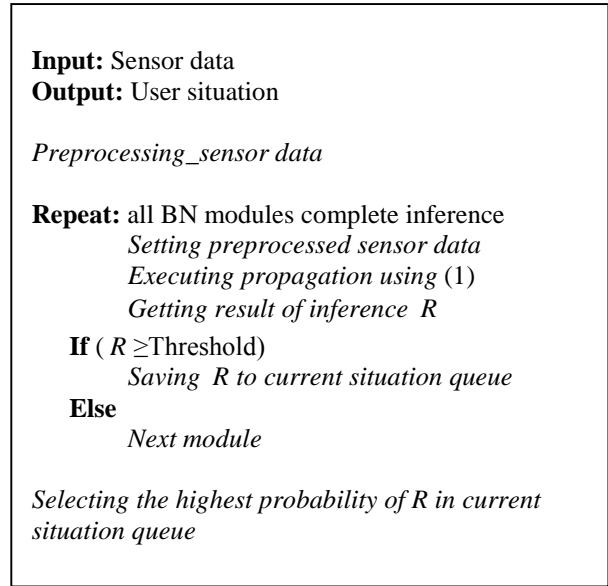 Input: Sensor data
Output: User situation
Preprocessing_sensor data
Repeat: all BN modules complete inference
Setting preprocessed sensor data
Executing propagation using (1)
Getting result of inference R
If ( R ≥Threshold)
Saving R to current situation queue
Else
Next module
Selecting the highest probability of R in current
situation queue